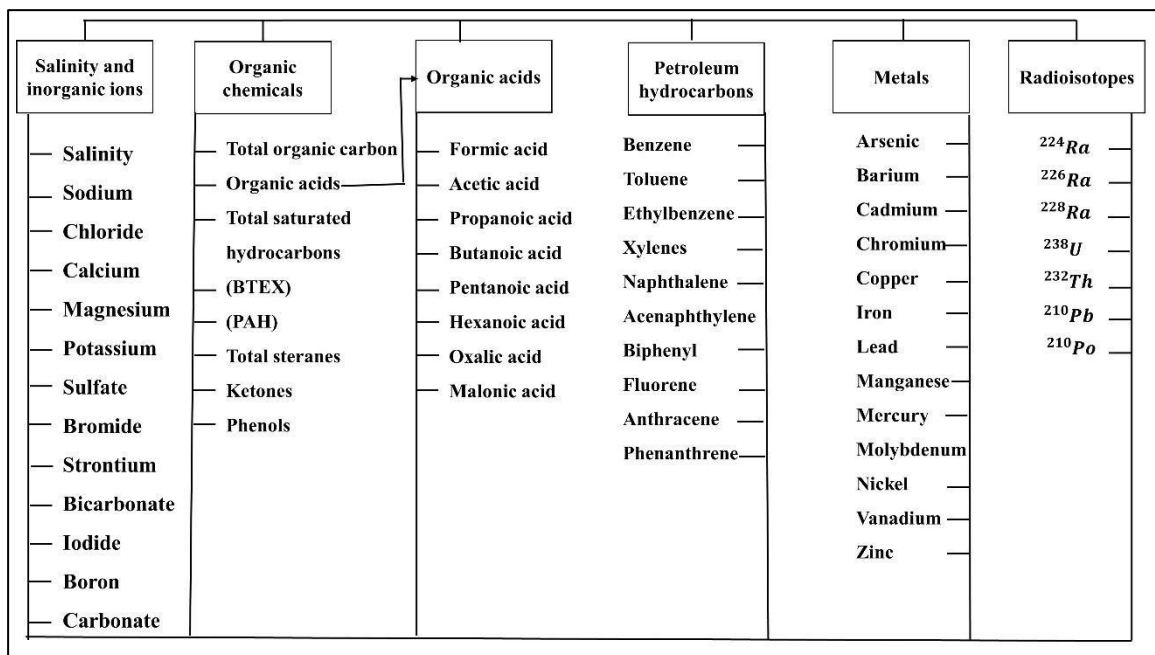 Salinity and
inorganic ions
Salinity
Sodium
Chloride
Calcium
Magnesium
Potassium
Sulfate
Bromide
Strontium
Bicarbonate
Iodide
Boron
Carbonate
Organic
chemicals
Total organic carbon
Organic acids
Total saturated
hydrocarbons
(BTEX)
(PAH)
Total steranes
Ketones
Phenols
Organic acids
Formic acid
Acetic acid
Propanoic acid
Butanoic acid
Pentanoic acid
Hexanoic acid
Oxalic acid
Malonic acid
Petroleum
hydrocarbons
Benzene
Toluene
Ethylbenzene
Xylenes
Naphthalene
Acenaphthylene
Biphenyl
Fluorene
Anthracene
Phenanthrene
Metals
Arsenic
Barium
Cadmium
Chromium
Copper
Iron
Lead
Manganese
Mercury
Molybdenum
Nickel
Vanadium
Zinc
Radioisotopes
²²⁴Ra
²²⁶Ra
²²⁸Ra
²³⁸U
²³²Th
²¹⁰Pb
²¹⁰Po